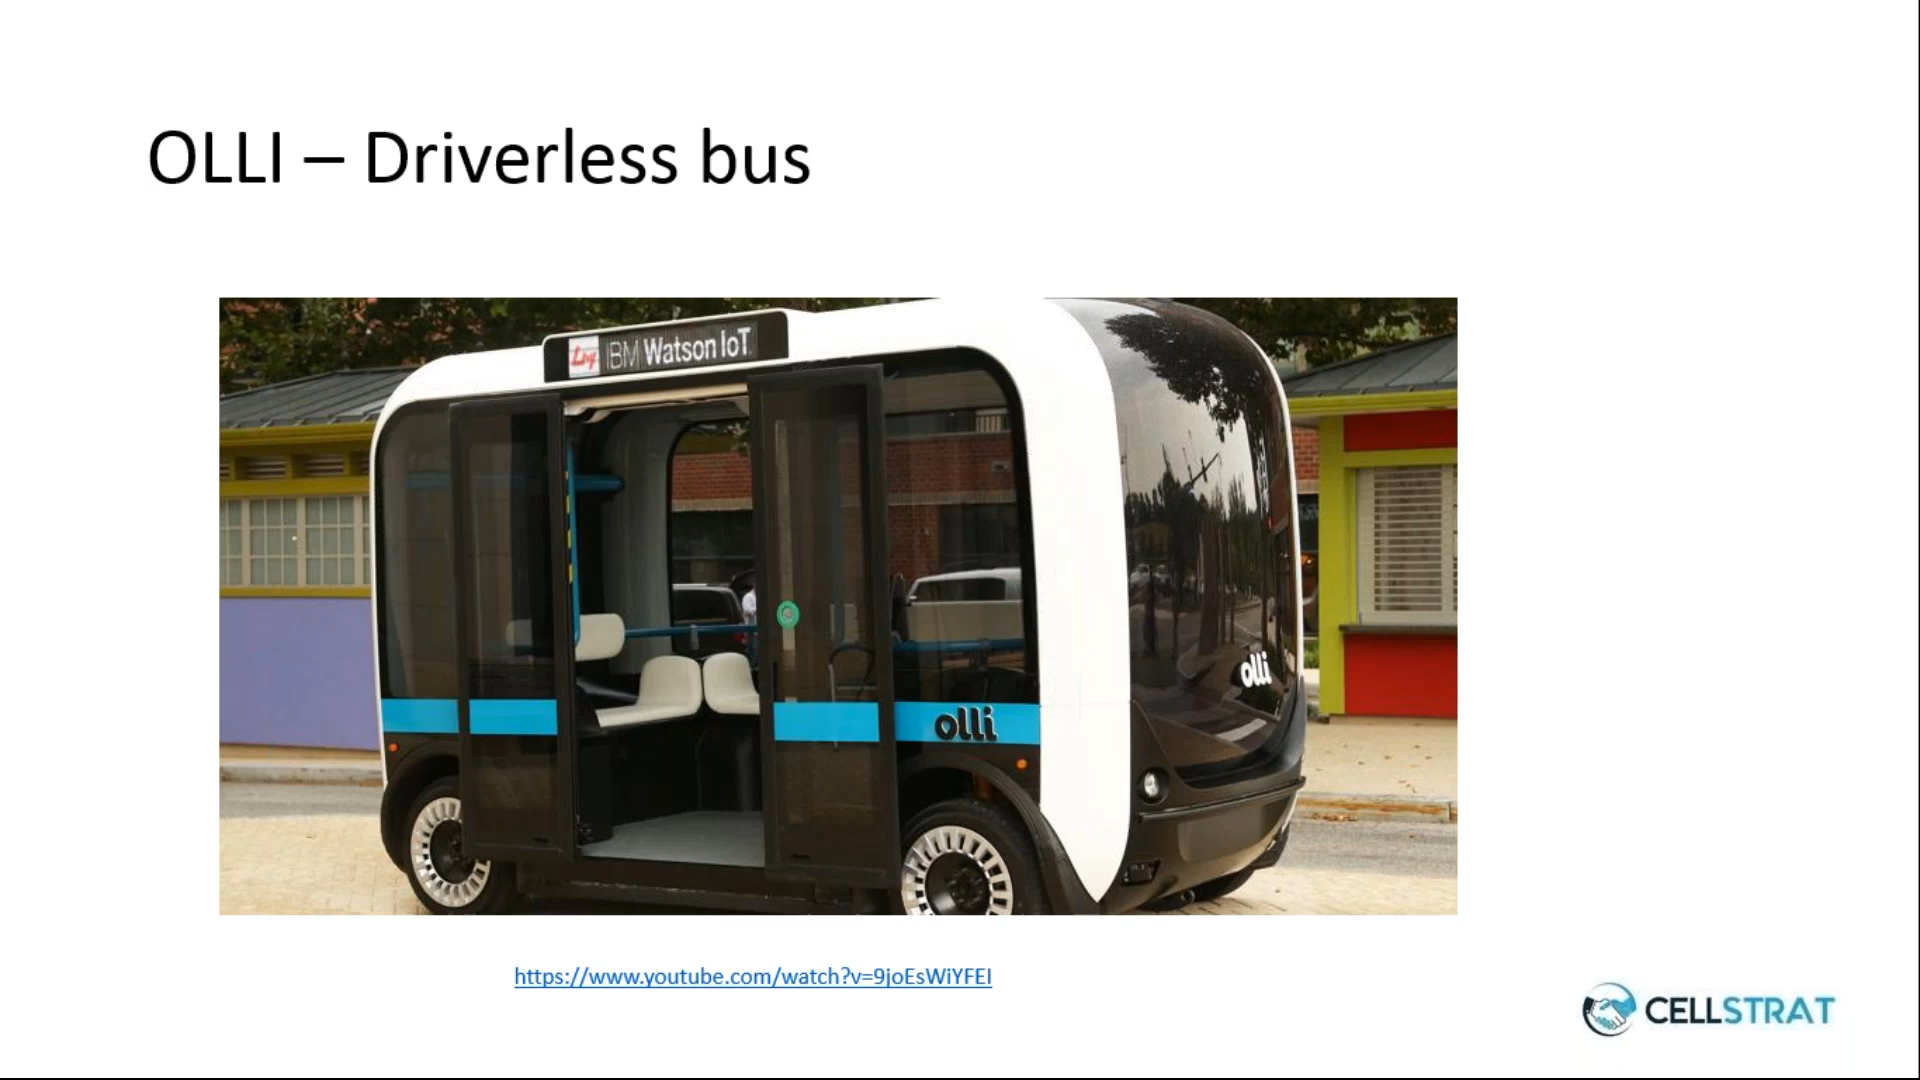 OLLI – Driverless bus
IBM Watson IoT
olli
olli
https://www.youtube.com/watch?v=9joEsWiYFEI
CELLSTRAT